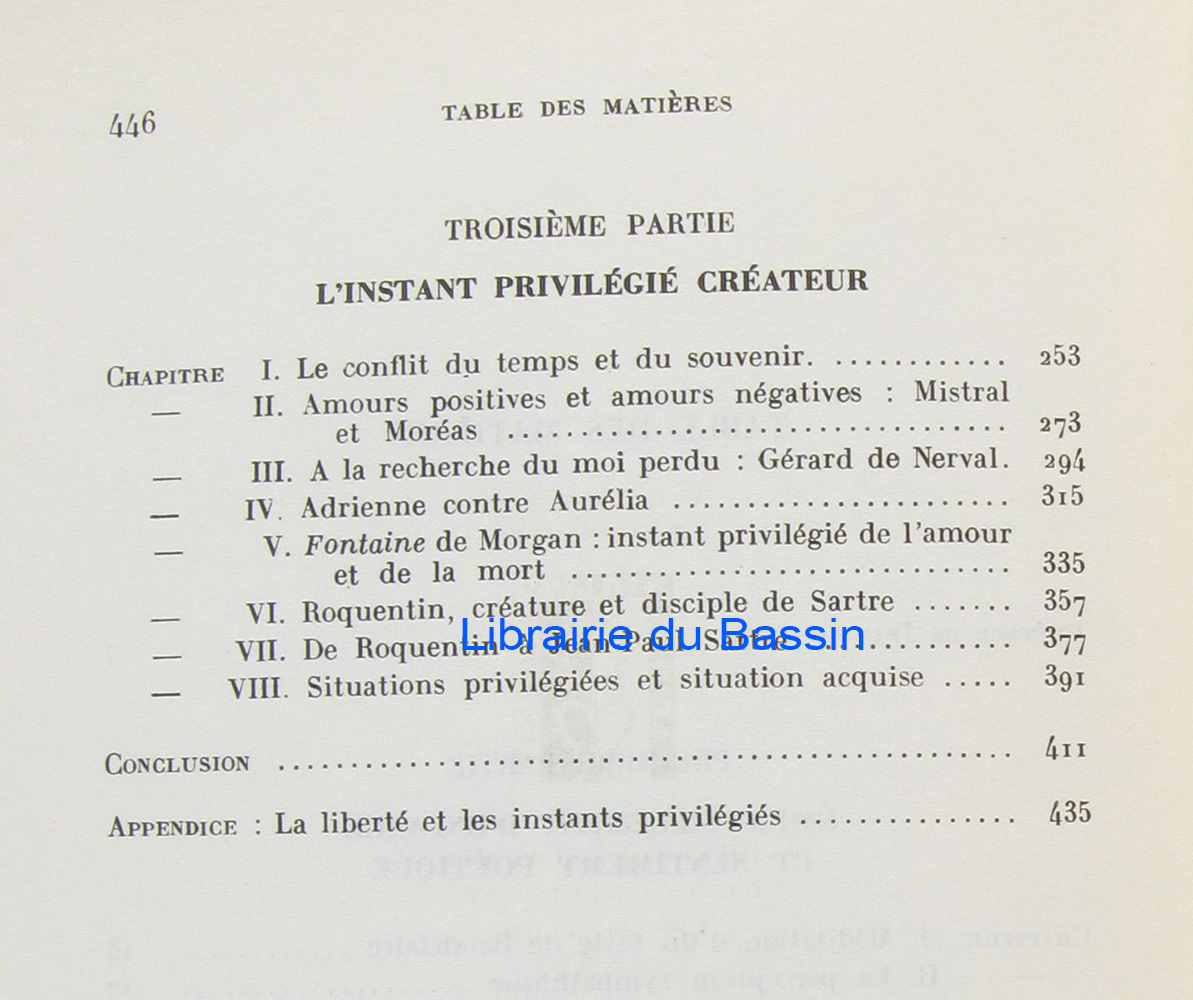 446
TABLE DES MATIÈRES
TROISIÈME PARTIE
L'INSTANT PRIVILÉGIÉ CRÉATEUR
CHAPITRE I. Le conflit du temps et du souvenir. ............ 253
— II. Amours positives et amours négatives : Mistral
et Moréas .................................. 273
— III. A la recherche du moi perdu : Gérard de Nerval. 294
— IV. Adrienne contre Aurélia ....................... 315
— V. Fontaine de Morgan : instant privilégié de l'amour
et de la mort .............................. 335
— VI. Roquentin, créature et disciple de Sartre ....... 357
— VII. De Roquentin à Jean-Paul Sartre ............. 377
Librairie du Bassin
— VIII. Situations privilégiées et situation acquise ..... 391
CONCLUSION .................................................. 411
APPENDICE : La liberté et les instants privilégiés ............... 435